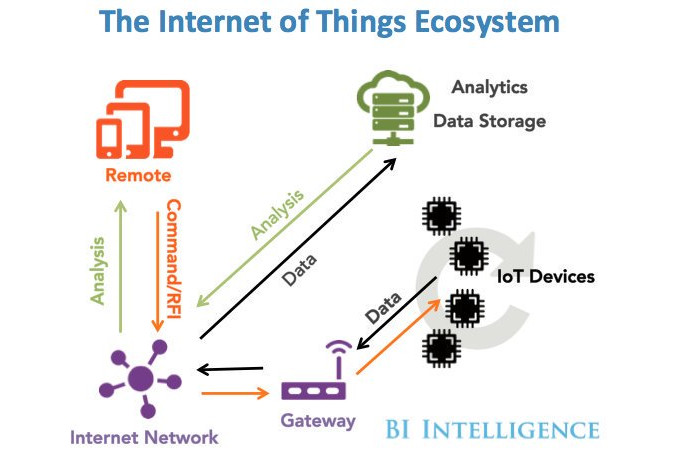 The Internet of Things Ecosystem
Analytics
Data Storage
Remote
Analysis
Command/RFI
Analysis
Data
IoT Devices
Data
Gateway
Internet Network
BI INTELLIGENCE